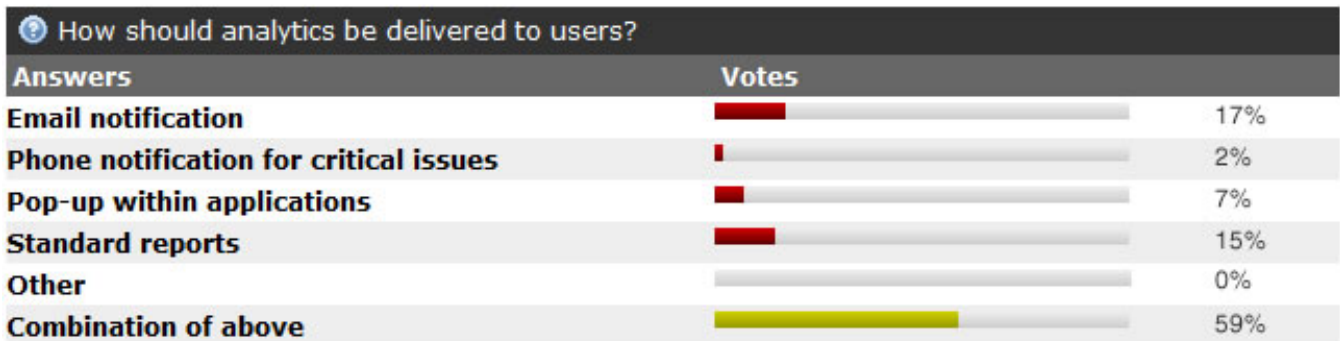 How should analytics be delivered to users?
Answers Votes
Email notification 17%
Phone notification for critical issues 2%
Pop-up within applications 7%
Standard reports 15%
Other 0%
Combination of above 59%